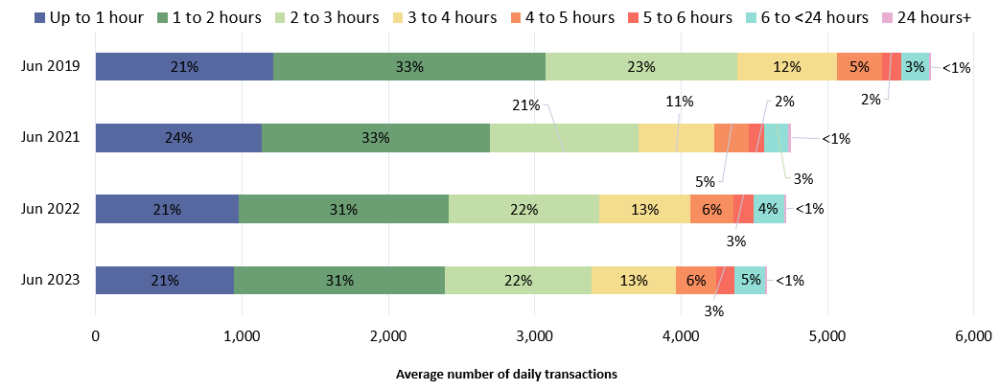 Up to 1 hour 1 to 2 hours 2 to 3 hours 3 to 4 hours 4 to 5 hours 5 to 6 hours 6 to <24 hours 24 hours+
Jun 2019 21% 33% 23% 12% 5% 2% 3% <1%
Jun 2021 24% 33% 21% 11% 5% 2% 3% <1%
Jun 2022 21% 31% 22% 13% 6% 3% 4% <1%
Jun 2023 21% 31% 22% 13% 6% 3% 5% <1%
0 1,000 2,000 3,000 4,000 5,000 6,000
Average number of daily transactions